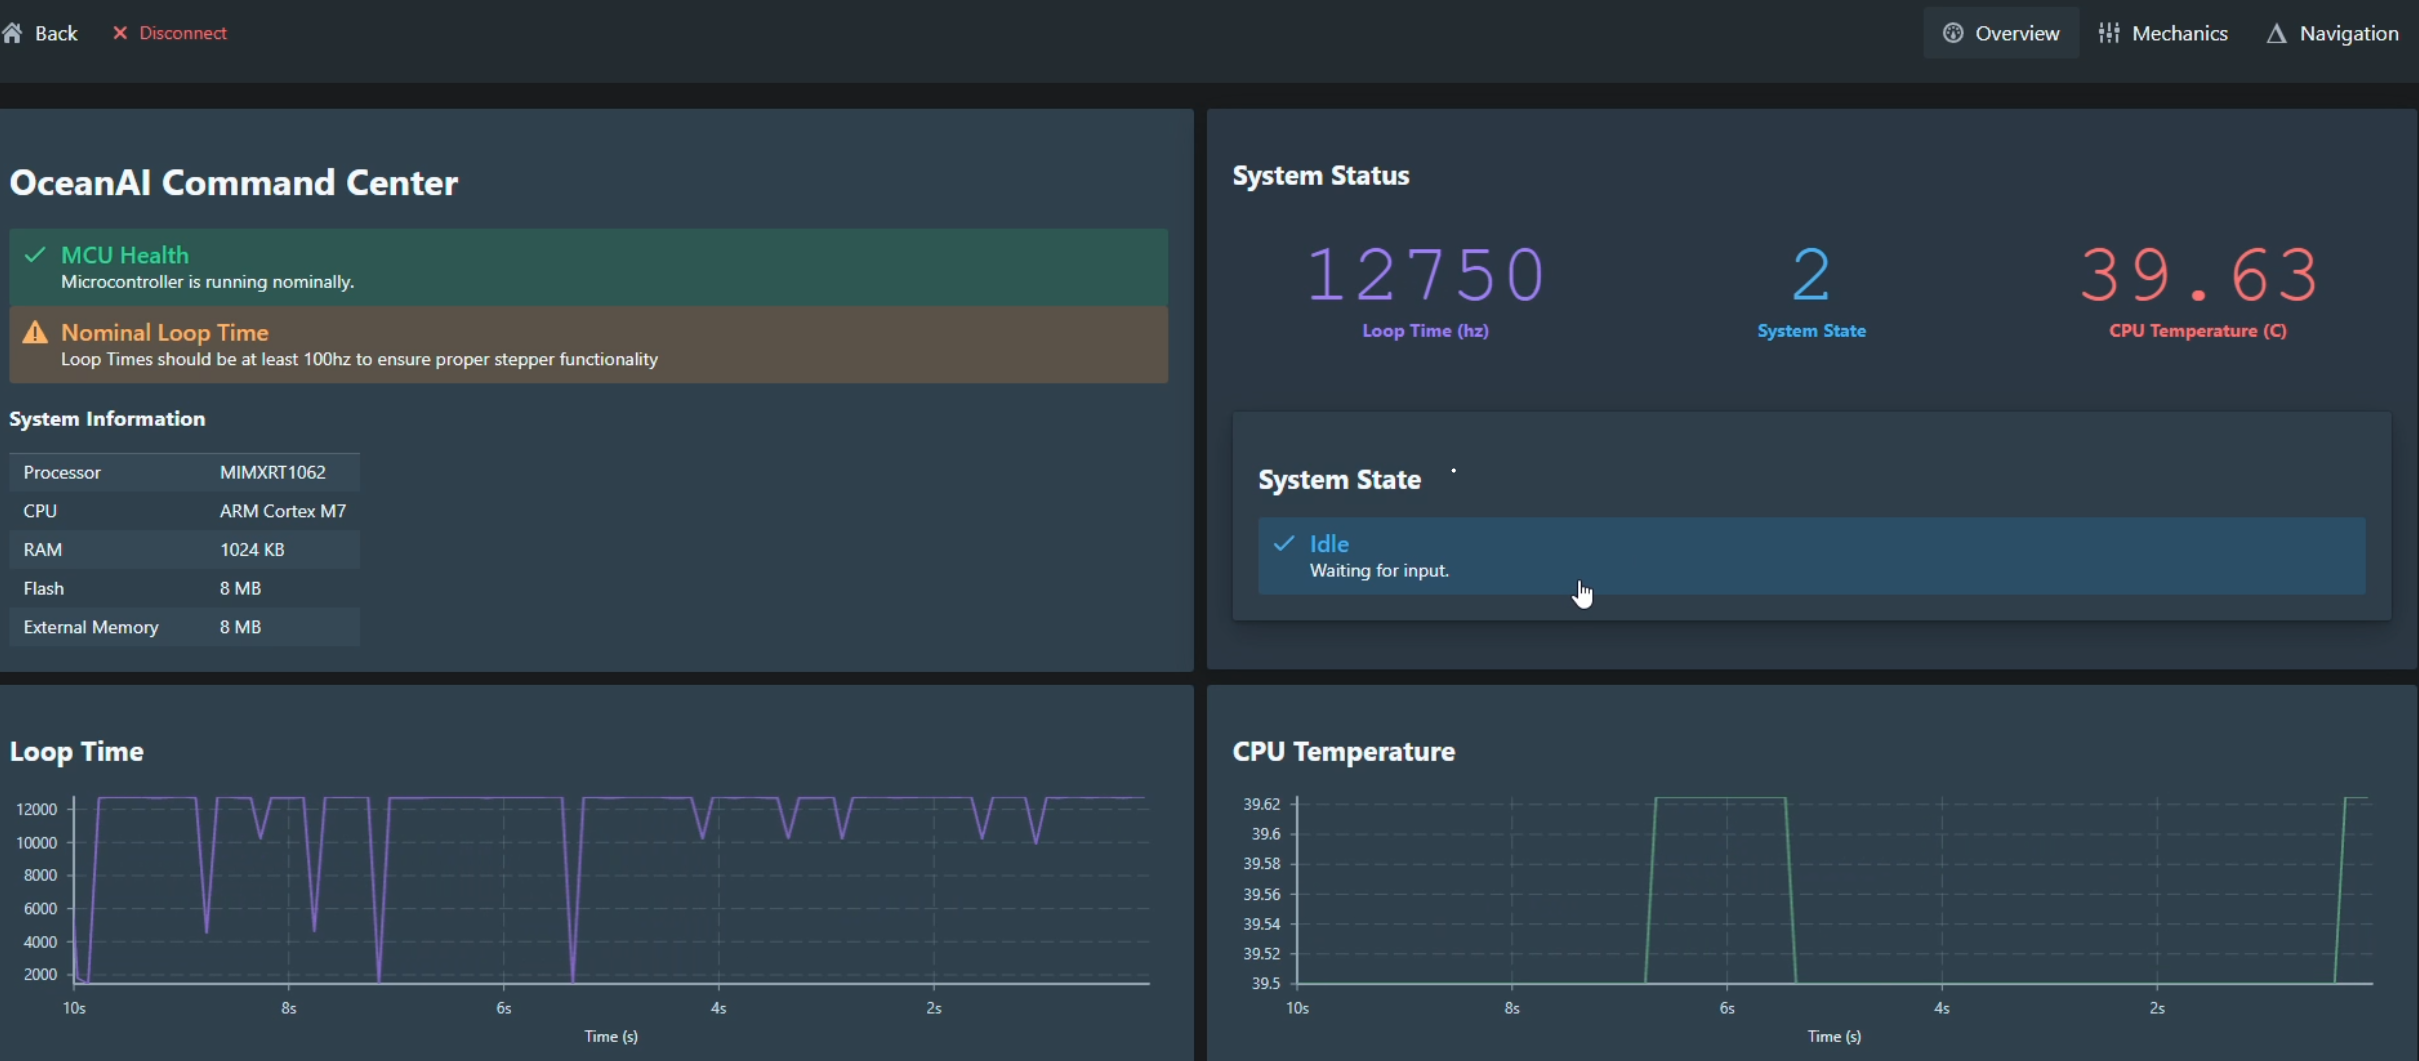 Back
Disconnect
Overview
Mechanics
Navigation
OceanAI Command Center
MCU Health
Microcontroller is running nominally.
Nominal Loop Time
Loop Times should be at least 100hz to ensure proper stepper functionality
System Information
Processor MIMXRT1062
CPU ARM Cortex M7
RAM 1024 KB
Flash 8 MB
External Memory 8 MB
System Status
12750 2 39.63
Loop Time (hz) System State CPU Temperature (C)
System State
Idle
Waiting for input.
Loop Time
12000
10000
8000
6000
4000
2000
10s 8s 6s 4s 2s
Time (s)
CPU Temperature
39.62
39.6
39.58
39.56
39.54
39.52
39.5
10s 8s 6s 4s 2s
Time (s)